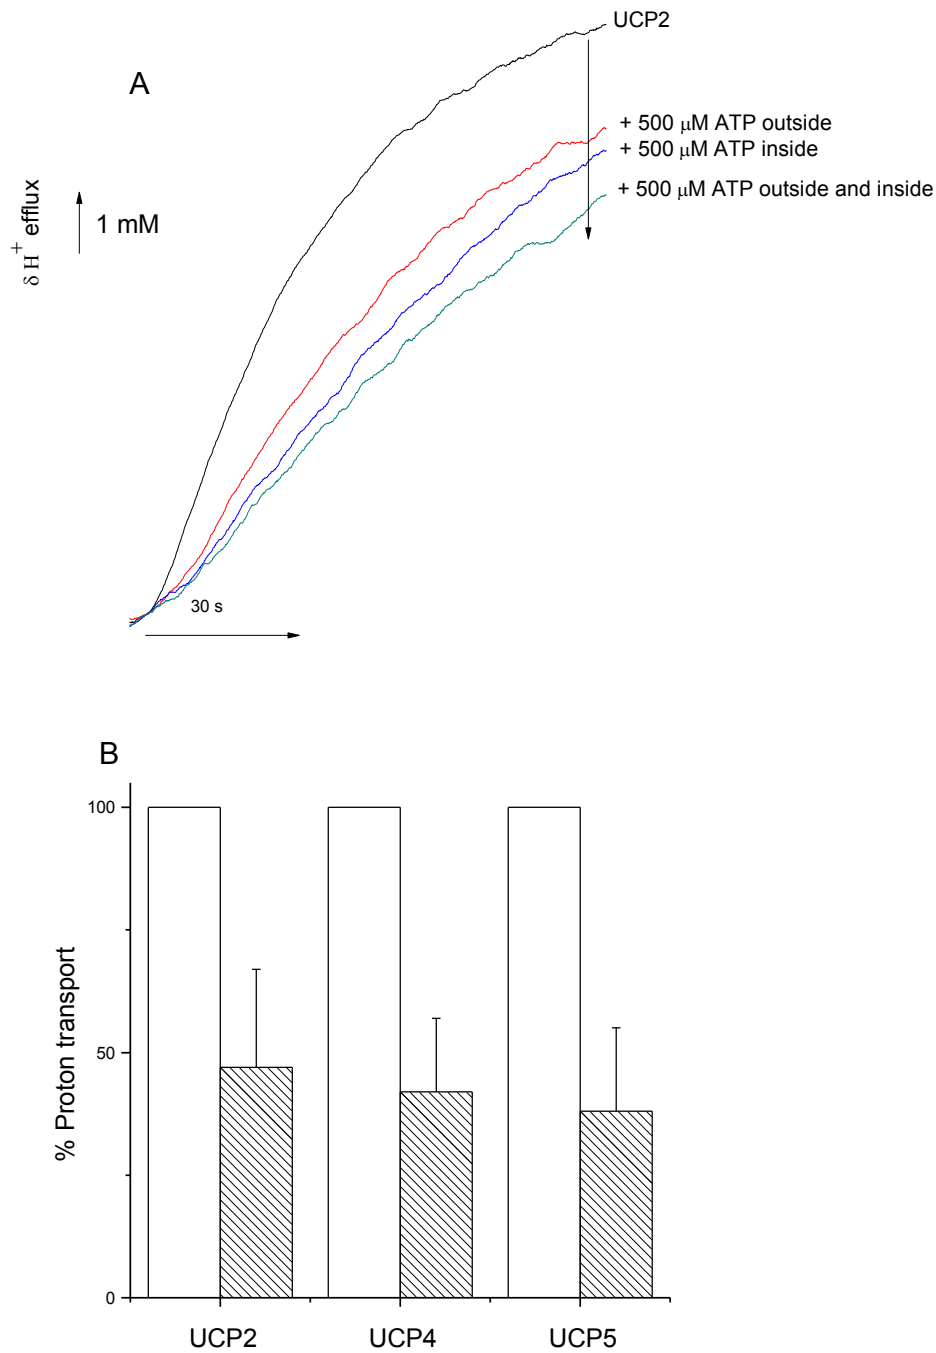 UCP2
A
+ 500 μM ATP outside
+ 500 μM ATP inside
+ 500 μM ATP outside and inside
δ H+ efflux
1 mM
30 s
B
% Proton transport
100
50
0
UCP2 UCP4 UCP5